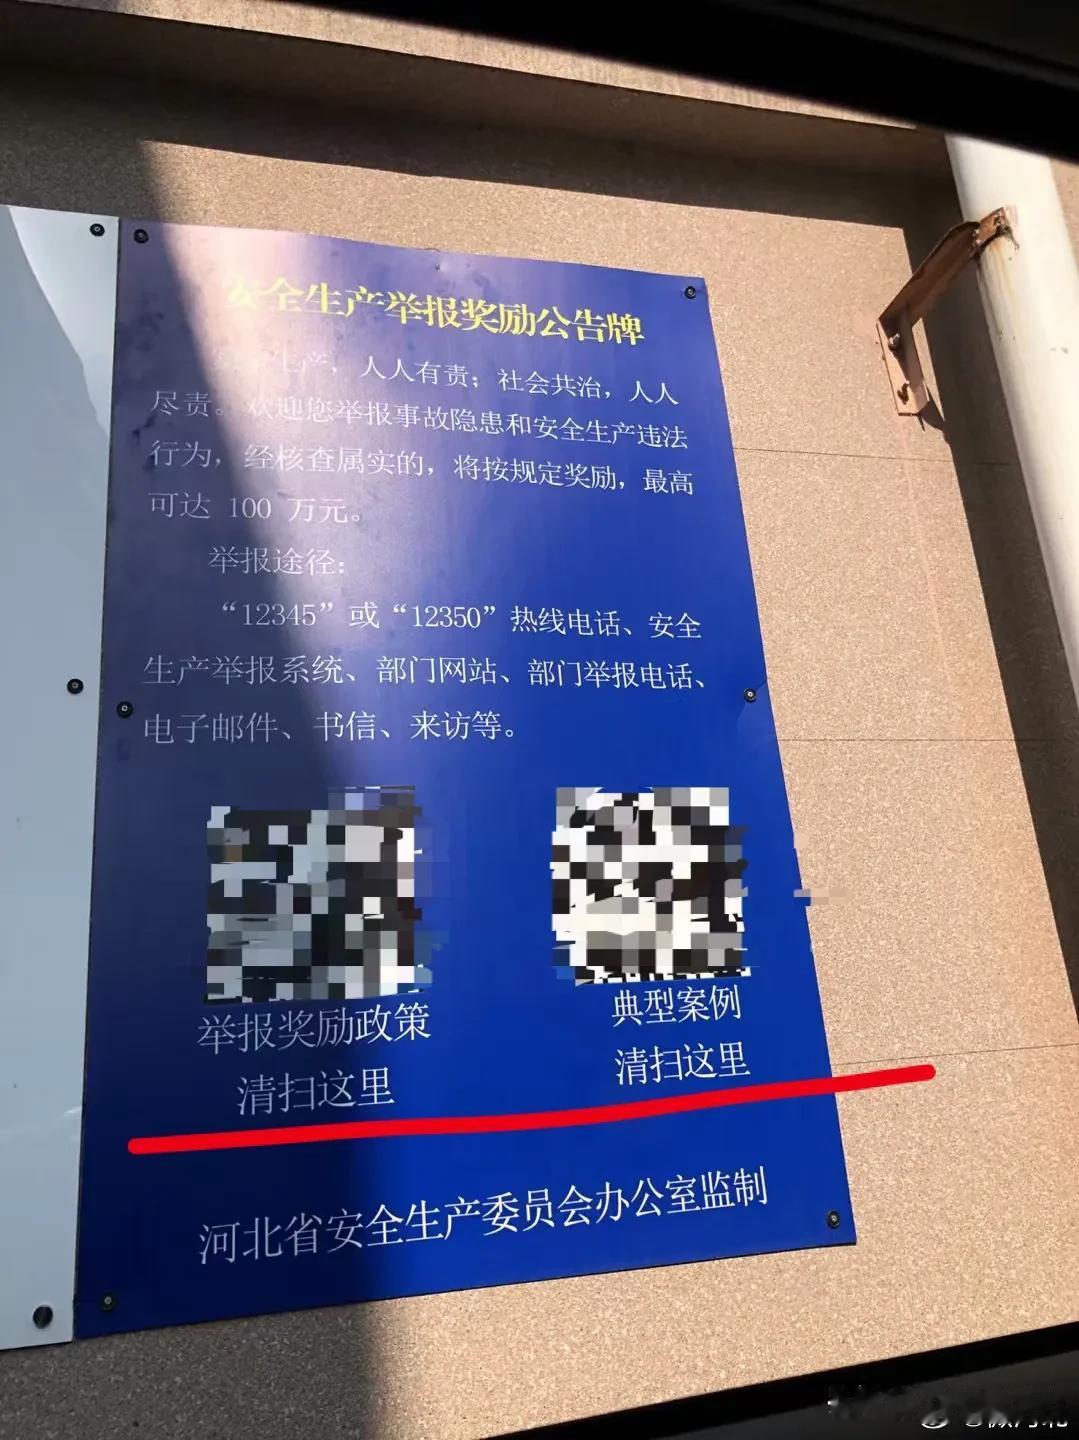 安全生产举报奖励公告牌
生产，人人有责；社会共治，人人
尽责。欢迎您举报事故隐患和安全生产违法
行为，经核查属实的，将按规定奖励，最高
可达 100 万元。
举报途径：
“12345”或“12350”热线电话、安全
生产举报系统、部门网站、部门举报电话、
电子邮件、书信、来访等。
举报奖励政策
清扫这里
典型案例
清扫这里
河北省安全生产委员会办公室监制